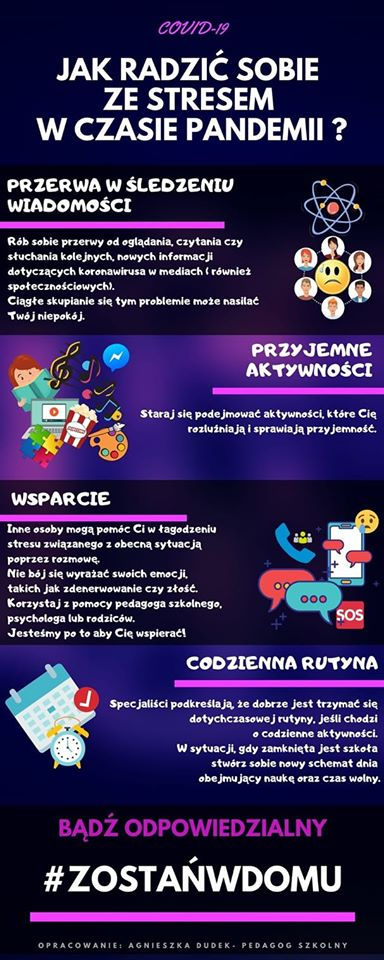 COVID-19
JAK RADZIĆ SOBIE
ZE STRESEM
W CZASIE PANDEMII ?
PRZERWA W ŚLEDZENIU
WIADOMOŚCI
Rób sobie przerwy od oglądania, czytania czy
słuchania kolejnych, nowych informacji
dotyczących koronawirusa w mediach ( również
społecznościowych).
Ciągłe skupianie się tym problemie może nasilać
Twój niepokój.
PRZYJEMNE
AKTYWNOŚCI
Staraj się podejmować aktywności, które Cię
rozluźniają i sprawiają przyjemność.
WSPARCIE
Inne osoby mogą pomóc Ci w łagodzeniu
stresu związanego z obecną sytuacją
poprzez rozmowę.
Nie bój się wyrażać swoich emocji,
takich jak zdenerwowanie czy złość.
Korzystaj z pomocy pedagoga szkolnego,
psychologa lub rodziców.
Jesteśmy po to aby Cię wspierać!
SOS
CODZIENNA RUTYNA
Specjaliści podkreślają, że dobrze jest trzymać się
dotychczasowej rutyny, jeśli chodzi
o codzienne aktywności.
W sytuacji, gdy zamknięta jest szkoła
stwórz sobie nowy schemat dnia
obejmujący naukę oraz czas wolny.
BĄDŹ ODPOWIEDZIALNY
#ZOSTAŃWDOMU
OPRACOWANIE: AGNIESZKA DUDEK- PEDAGOG SZKOLNY